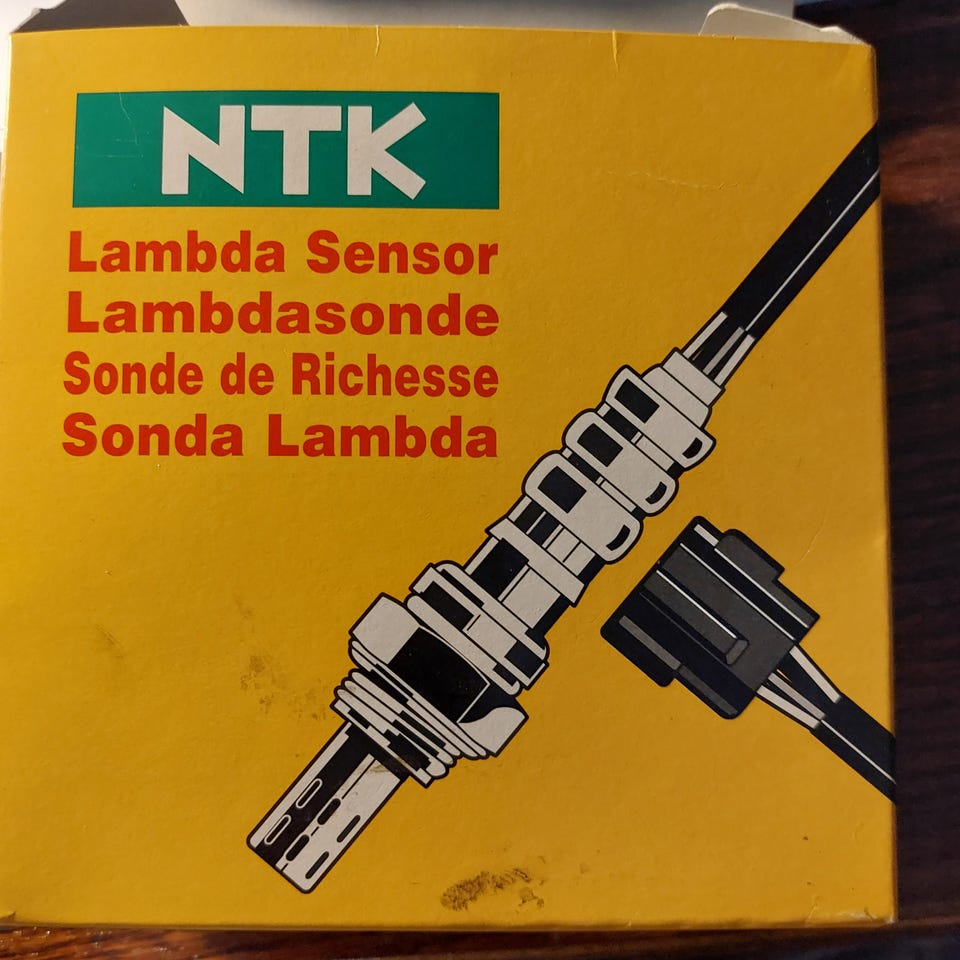 NTK
Lambda Sensor
Lambdasonde
Sonde de Richesse
Sonda Lambda